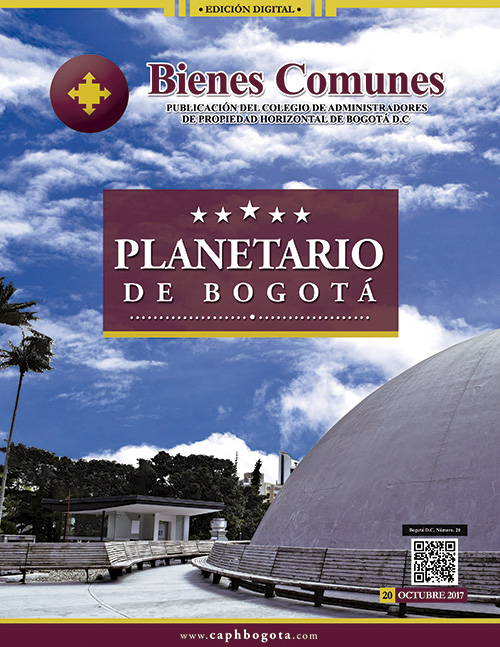 • EDICIÓN DIGITAL •
Bienes Comunes
PUBLICACIÓN DEL COLEGIO DE ADMINISTRADORES
DE PROPIEDAD HORIZONTAL DE BOGOTÁ D.C
PLANETARIO
DE BOGOTÁ
Bogotá D.C. Número. 20
20 OCTUBRE 2017
www.caphbogota.com